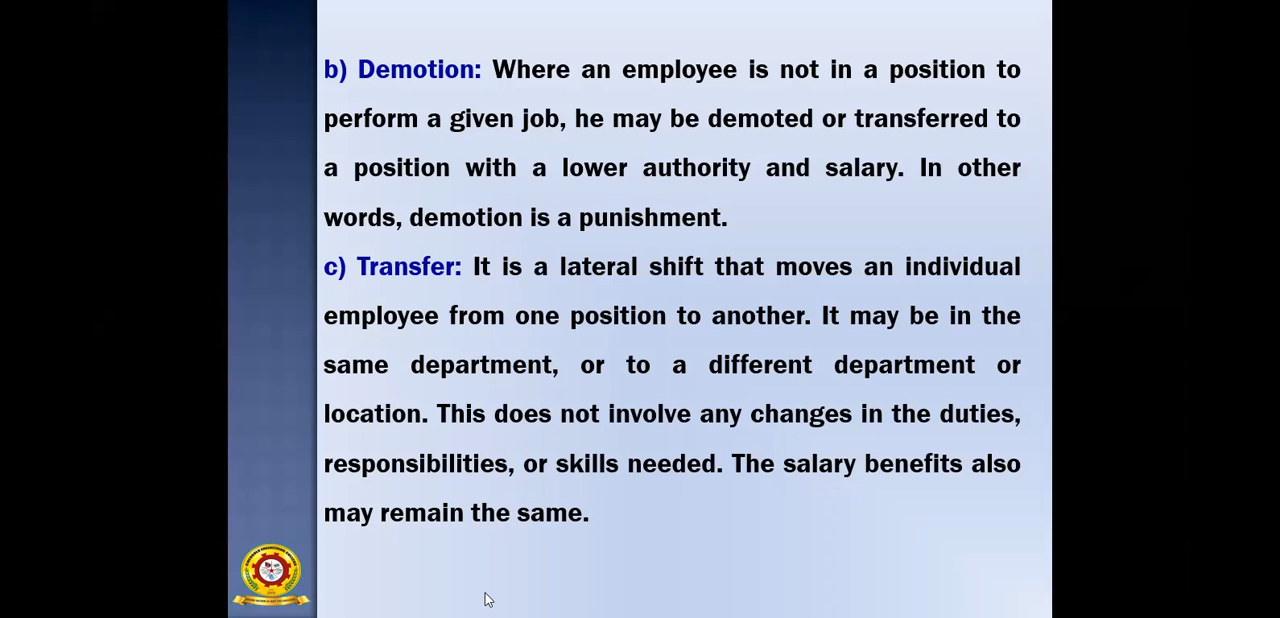 b) Demotion: Where an employee is not in a position to
perform a given job, he may be demoted or transferred to
a position with a lower authority and salary. In other
words, demotion is a punishment.
c) Transfer: It is a lateral shift that moves an individual
employee from one position to another. It may be in the
same department, or to a different department or
location. This does not involve any changes in the duties,
responsibilities, or skills needed. The salary benefits also
may remain the same.